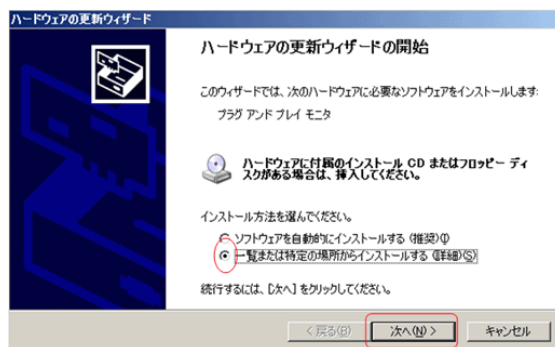 ハードウェアの更新ウィザード
ハードウェアの更新ウィザードの開始
このウィザードでは、次のハードウェアに必要なソフトウェアをインストールします:
プラグ アンド プレイ モニタ
ハードウェアに付属のインストール CD またはフロッピー ディ
スクがある場合は、挿入してください。
インストール方法を選んでください。
ソフトウェアを自動的にインストールする (推奨)(I)
一覧または特定の場所からインストールする (詳細)(S)
続行するには、[次へ] をクリックしてください。
< 戻る(B)
次へ(N) >
キャンセル